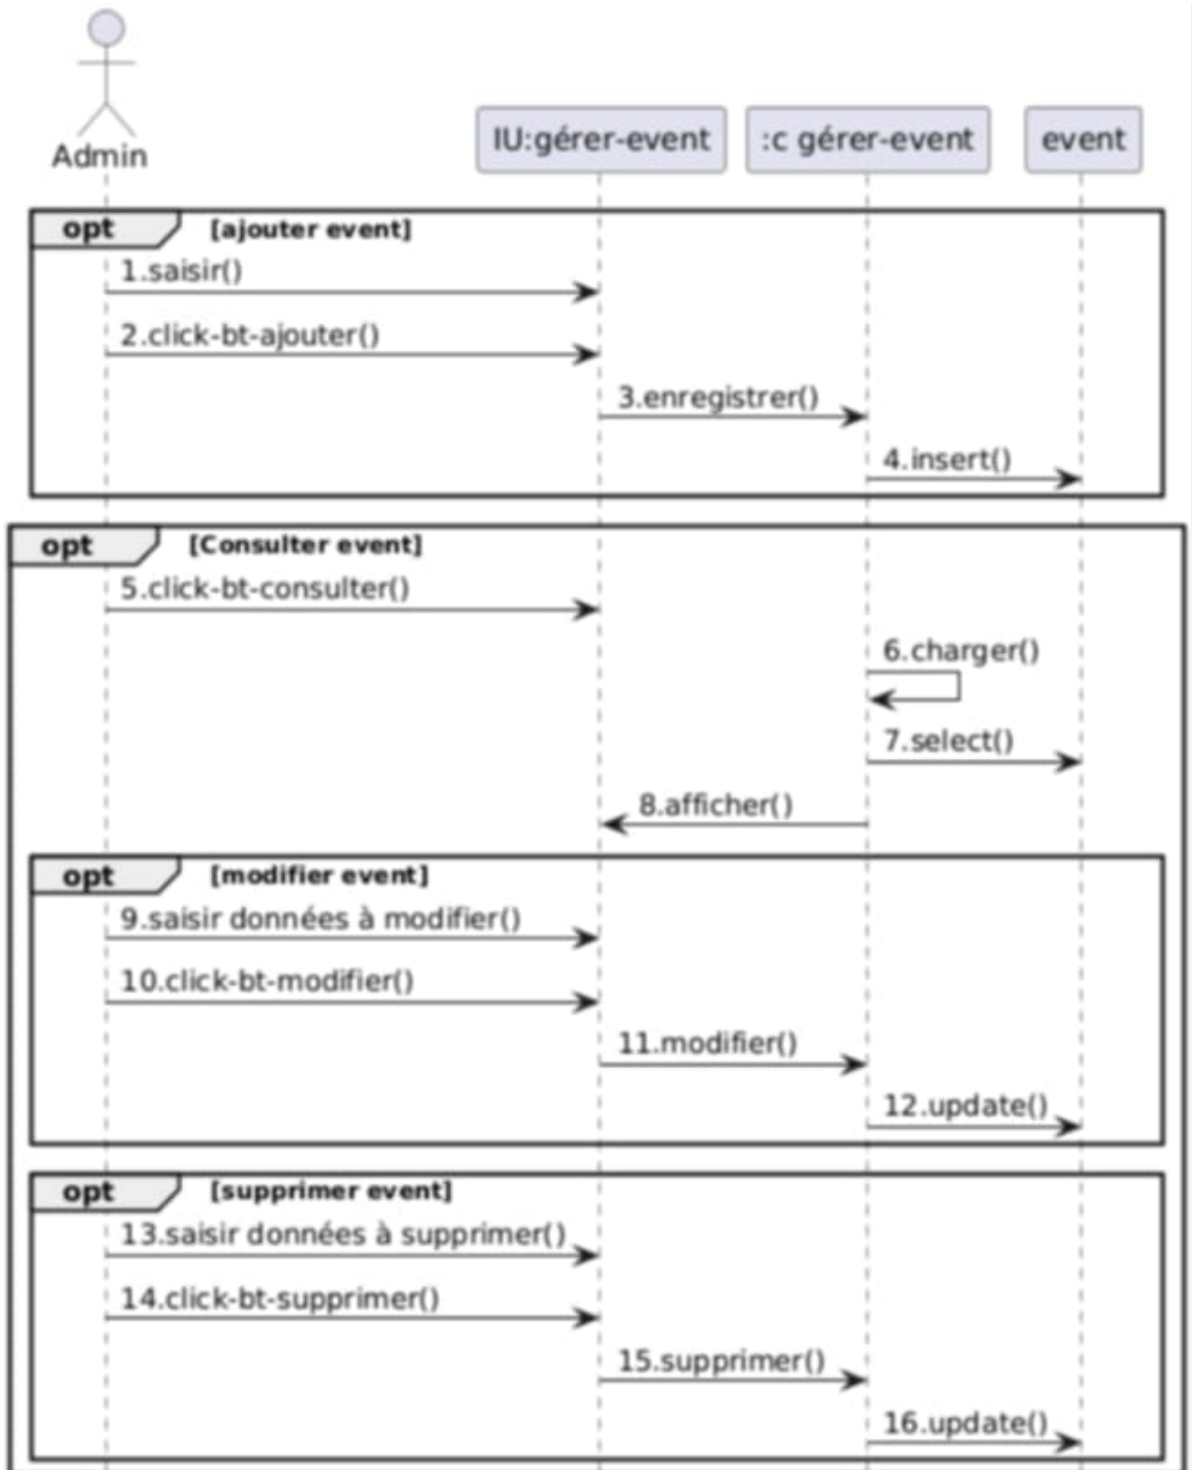 Admin
IU:gérer-event
:c gérer-event
event
opt [ajouter event]
1.saisir()
2.click-bt-ajouter()
3.enregistrer()
4.insert()
opt [Consulter event]
5.click-bt-consulter()
6.charger()
7.select()
8.afficher()
opt [modifier event]
9.saisir données à modifier()
10.click-bt-modifier()
11.modifier()
12.update()
opt [supprimer event]
13.saisir données à supprimer()
14.click-bt-supprimer()
15.supprimer()
16.update()